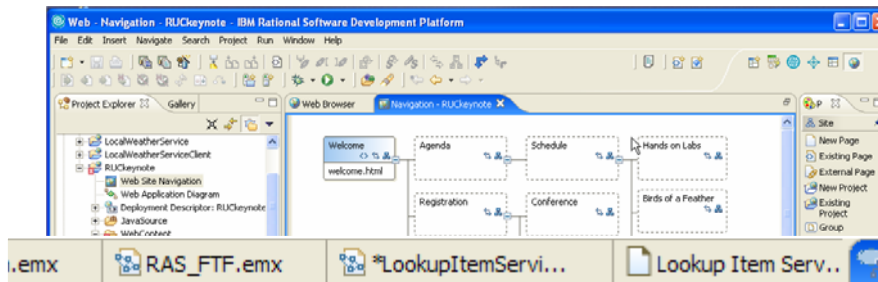 Web - Navigation - RUCkeynote - IBM Rational Software Development Platform
File Edit Insert Navigate Search Project Run Window Help
Project Explorer Gallery Web Browser Navigation - RUCkeynote P
Site
LocalWeatherService
LocalWeatherServiceClient
RUCkeynote
Web Site Navigation
Web Application Diagram
Deployment Descriptor: RUCkeynote
JavaSource
WebContent
Welcome Agenda Schedule Hands on Labs
welcome.html
Registration Conference Birds of a Feather
New Page
Existing Page
External Page
New Project
Existing
Project
Group
.emx RAS_FTF.emx *LookupItemServi... Lookup Item Serv..